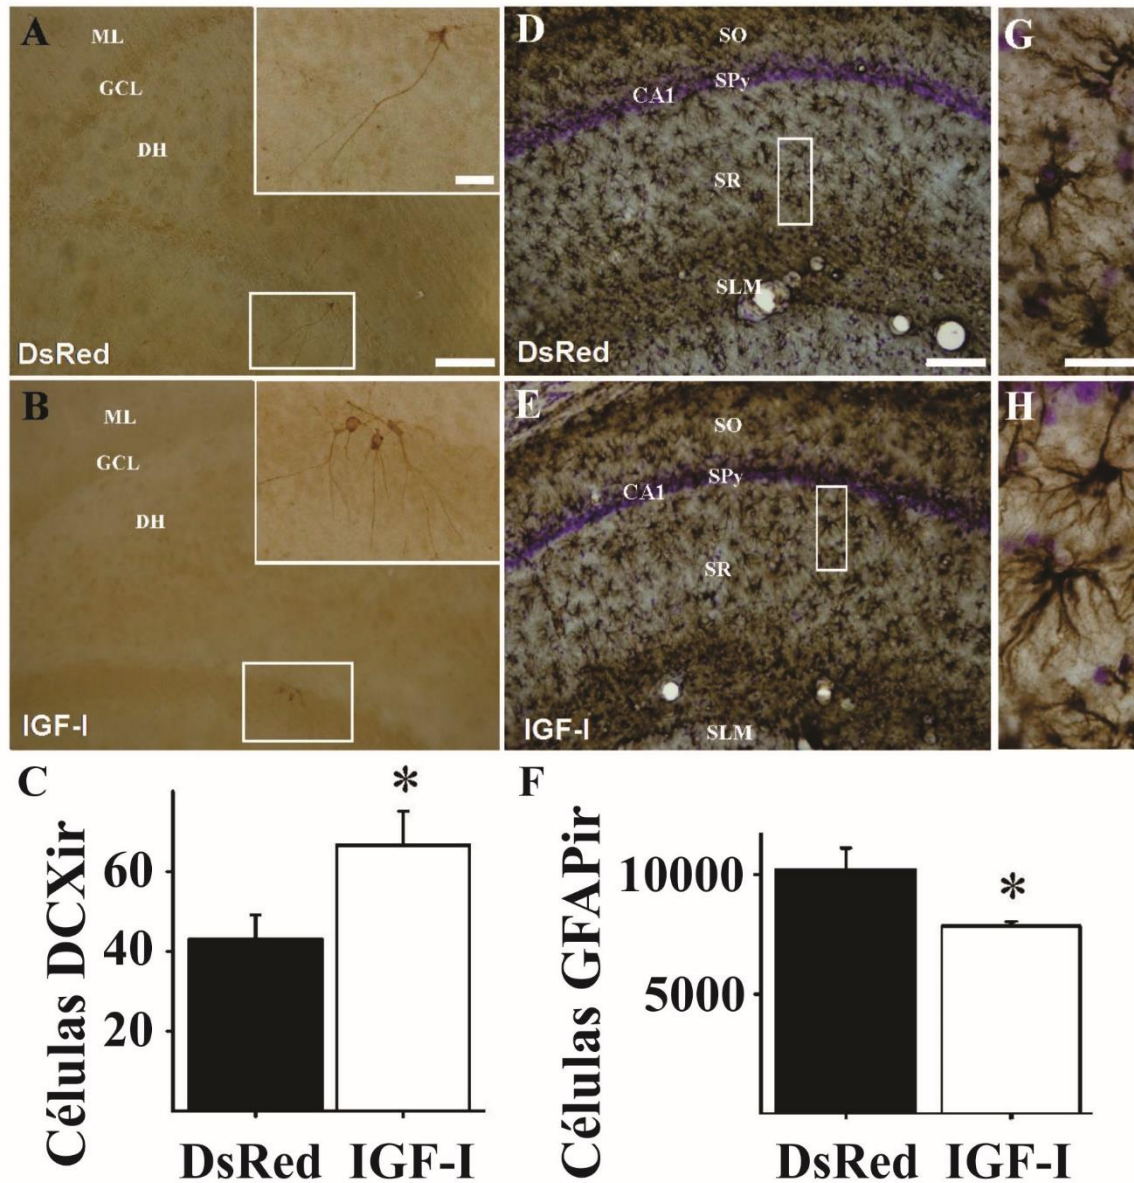 A
ML
GCL
DH
DsRed
B
ML
GCL
DH
IGF-I
D
SO
SPy
CA1
SR
SLM
DsRed
G
E
SO
SPy
CA1
SR
SLM
IGF-I
H
C
*
Células DCXir
60
40
20
DsRed IGF-I
F
*
Células GFAPir
10000
5000
DsRed IGF-I